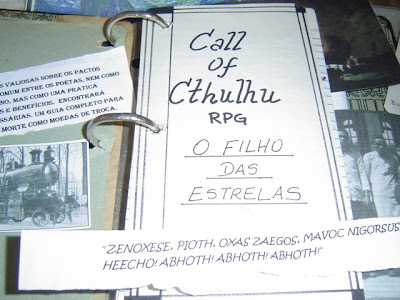 S VALIOSAS SOBRE OS PACTOS
OMUM ENTRE OS POETAS, NEM COMO
NO, MAS COMO UMA PRATICA
S E BENEFÍCIOS. ENCONTRARÁ
SSÁRIAS. UM GUIA COMPLETO PARA
MORTE COMO MOEDAS DE TROCA.
Call
of
Cthulhu
RPG
O FILHO
DAS
ESTRELAS
"ZENOXESE, PIOTH, OXAS ZAEGOS, MAVOC NIGORSUS
HEECHO! ABHOTH! ABHOTH! ABHOTH!"